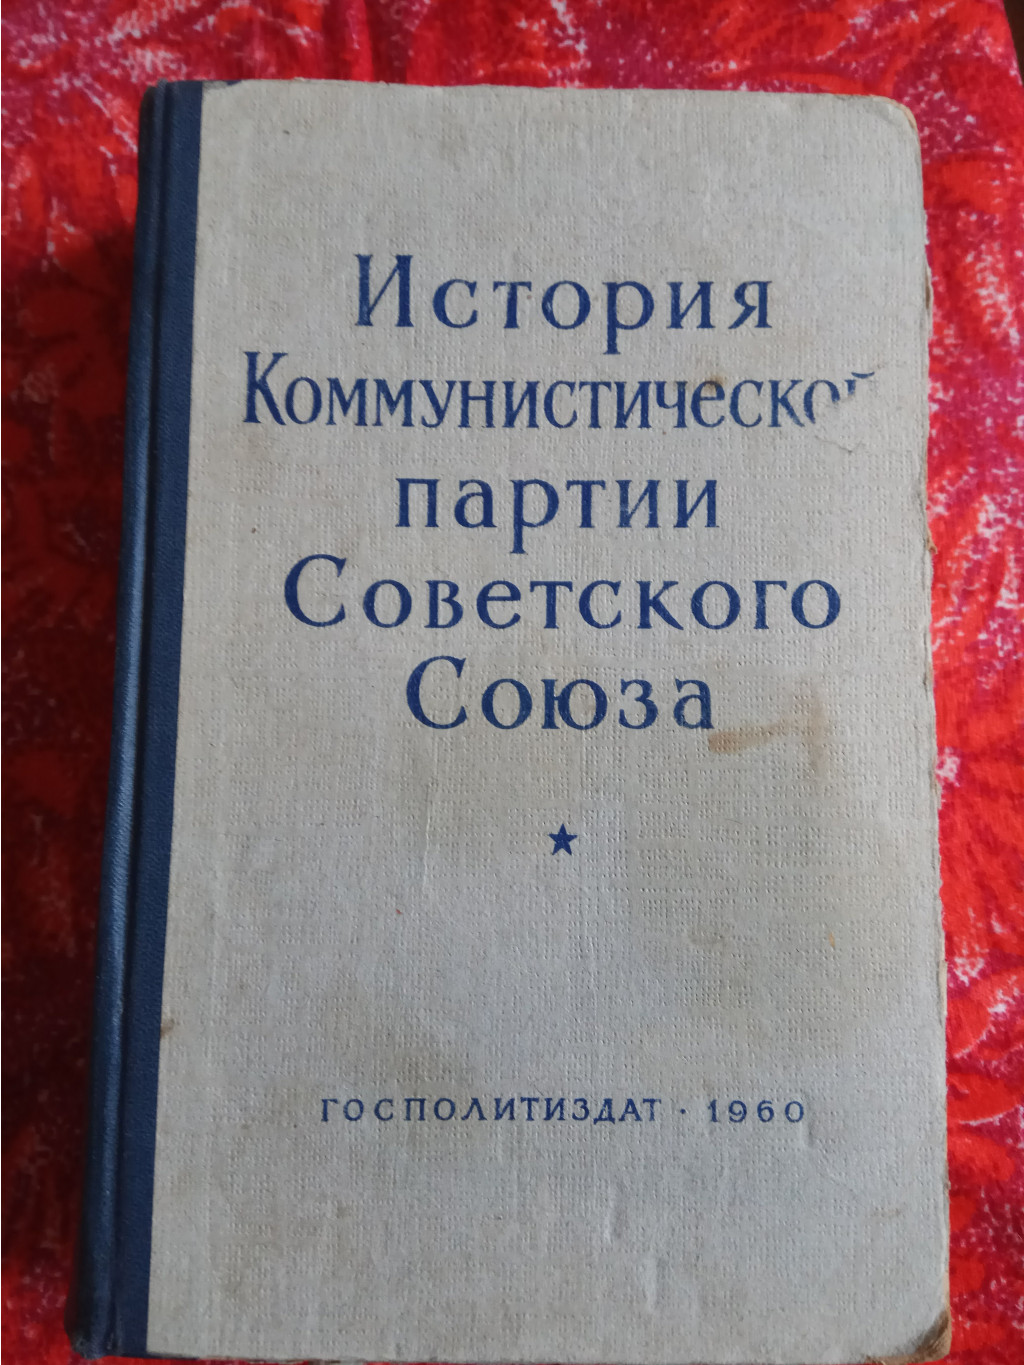 История
Коммунистической
партии
Советского
Союза
ГОСПОЛИТИЗДАТ · 1960